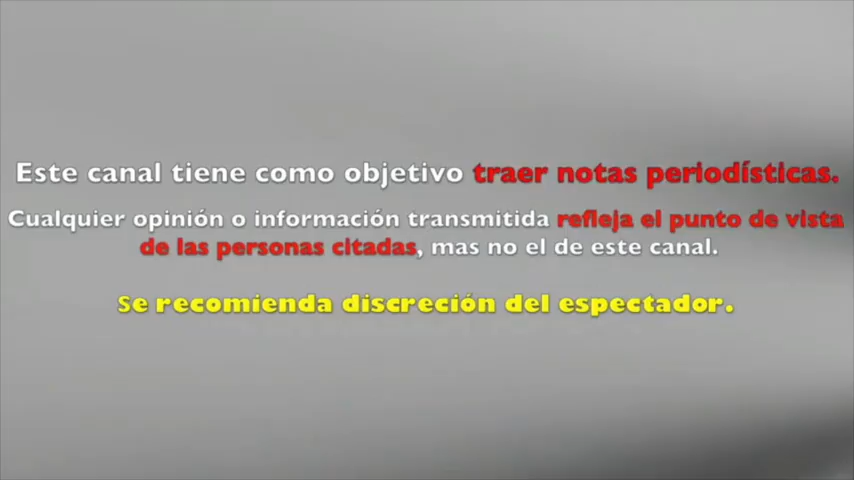 Este canal tiene como objetivo traer notas periodísticas.
Cualquier opinión o información transmitida refleja el punto de vista
de las personas citadas, mas no el de este canal.
Se recomienda discreción del espectador.